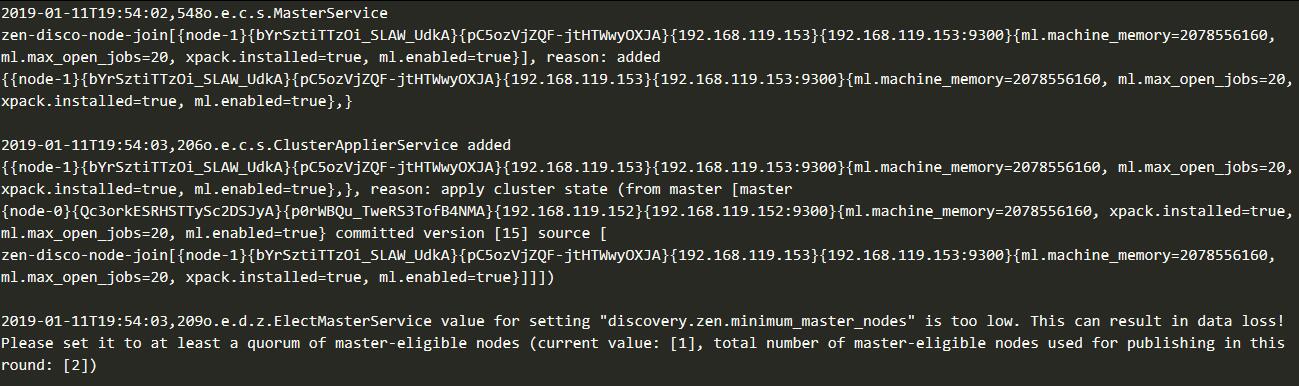 2019-01-11T19:54:02,548o.e.c.s.MasterService
zen-disco-node-join[{node-1}{bYrSztiTTzOi_SLAW_UdkA}{pC5ozVjZQF-jtHTWwyOXJA}{192.168.119.153}{192.168.119.153:9300}{ml.machine_memory=2078556160,
ml.max_open_jobs=20, xpack.installed=true, ml.enabled=true}], reason: added
{{node-1}{bYrSztiTTzOi_SLAW_UdkA}{pC5ozVjZQF-jtHTWwyOXJA}{192.168.119.153}{192.168.119.153:9300}{ml.machine_memory=2078556160, ml.max_open_jobs=20,
xpack.installed=true, ml.enabled=true},}
2019-01-11T19:54:03,206o.e.c.s.ClusterApplierService added
{{node-1}{bYrSztiTTzOi_SLAW_UdkA}{pC5ozVjZQF-jtHTWwyOXJA}{192.168.119.153}{192.168.119.153:9300}{ml.machine_memory=2078556160, ml.max_open_jobs=20,
xpack.installed=true, ml.enabled=true},}, reason: apply cluster state (from master [master
{node-0}{Qc3orkESRHSTTySc2DSJyA}{p0rWBQu_TweRS3TofB4NMA}{192.168.119.152}{192.168.119.152:9300}{ml.machine_memory=2078556160, xpack.installed=true,
ml.max_open_jobs=20, ml.enabled=true} committed version [15] source [
zen-disco-node-join[{node-1}{bYrSztiTTzOi_SLAW_UdkA}{pC5ozVjZQF-jtHTWwyOXJA}{192.168.119.153}{192.168.119.153:9300}{ml.machine_memory=2078556160,
ml.max_open_jobs=20, xpack.installed=true, ml.enabled=true}]]])
2019-01-11T19:54:03,209o.e.d.z.ElectMasterService value for setting "discovery.zen.minimum_master_nodes" is too low. This can result in data loss!
Please set it to at least a quorum of master-eligible nodes (current value: [1], total number of master-eligible nodes used for publishing in this
round: [2])